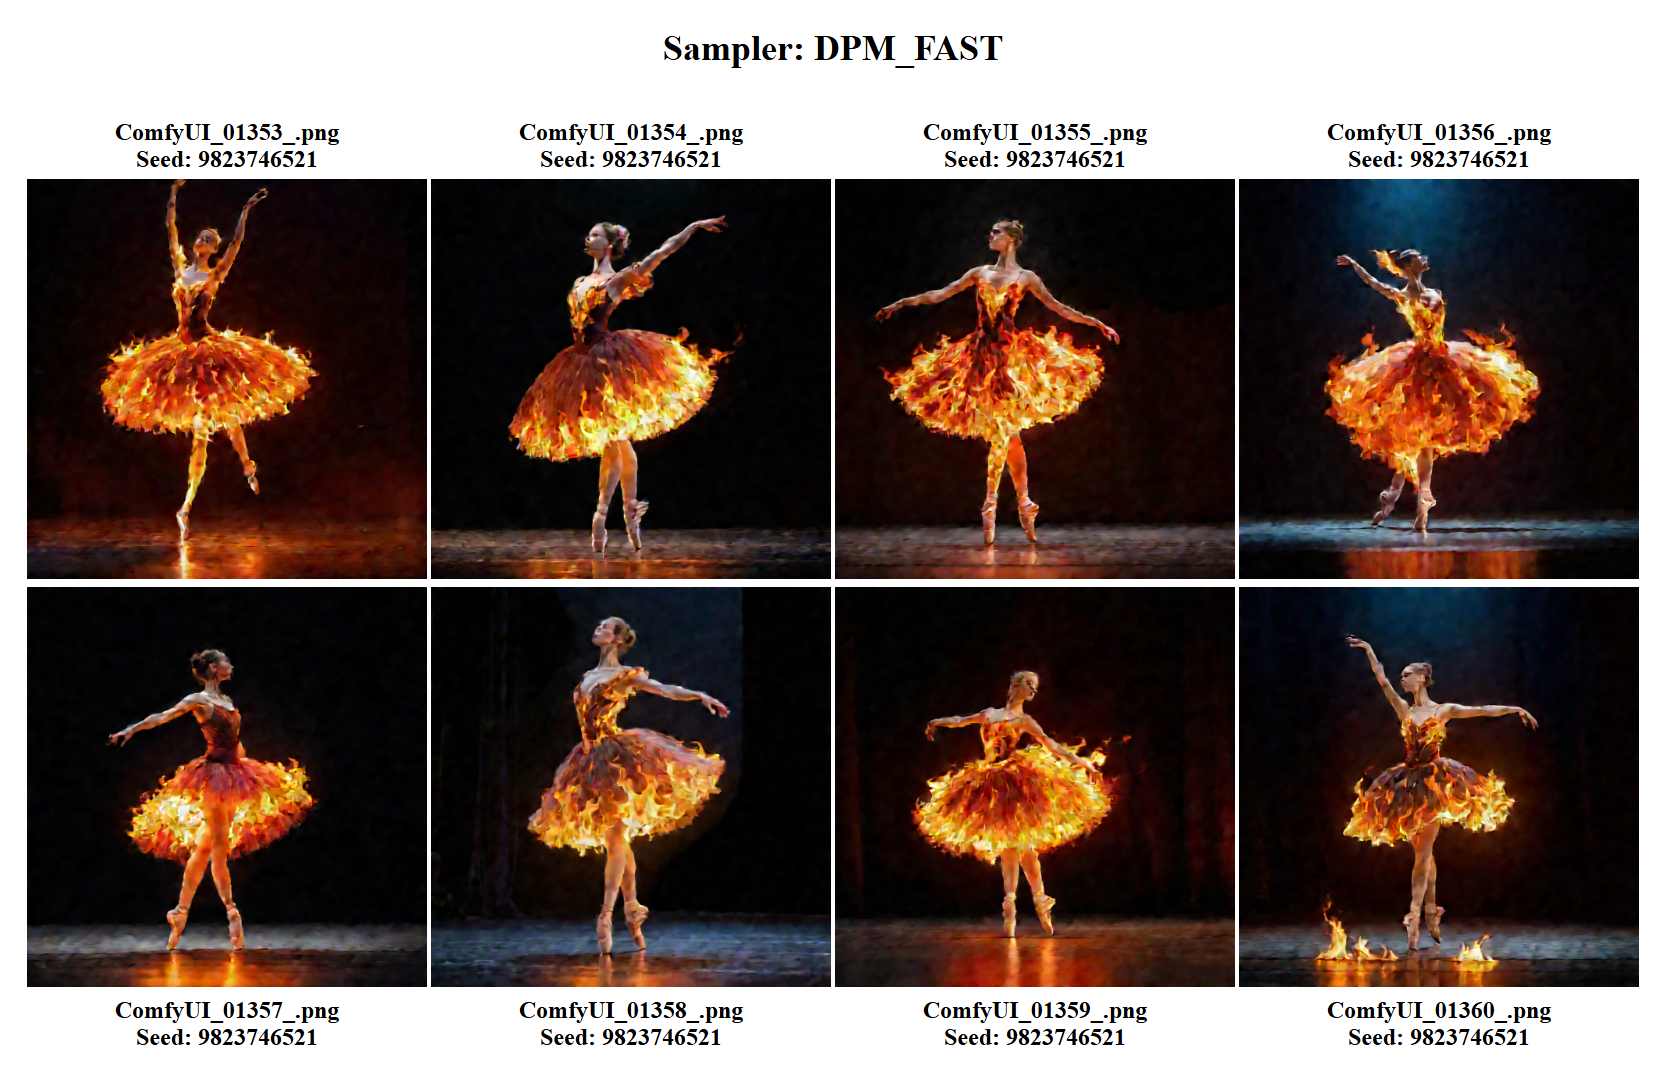 Sampler: DPM_FAST
ComfyUI_01353_.png
Seed: 9823746521
ComfyUI_01354_.png
Seed: 9823746521
ComfyUI_01355_.png
Seed: 9823746521
ComfyUI_01356_.png
Seed: 9823746521
ComfyUI_01357_.png
Seed: 9823746521
ComfyUI_01358_.png
Seed: 9823746521
ComfyUI_01359_.png
Seed: 9823746521
ComfyUI_01360_.png
Seed: 9823746521